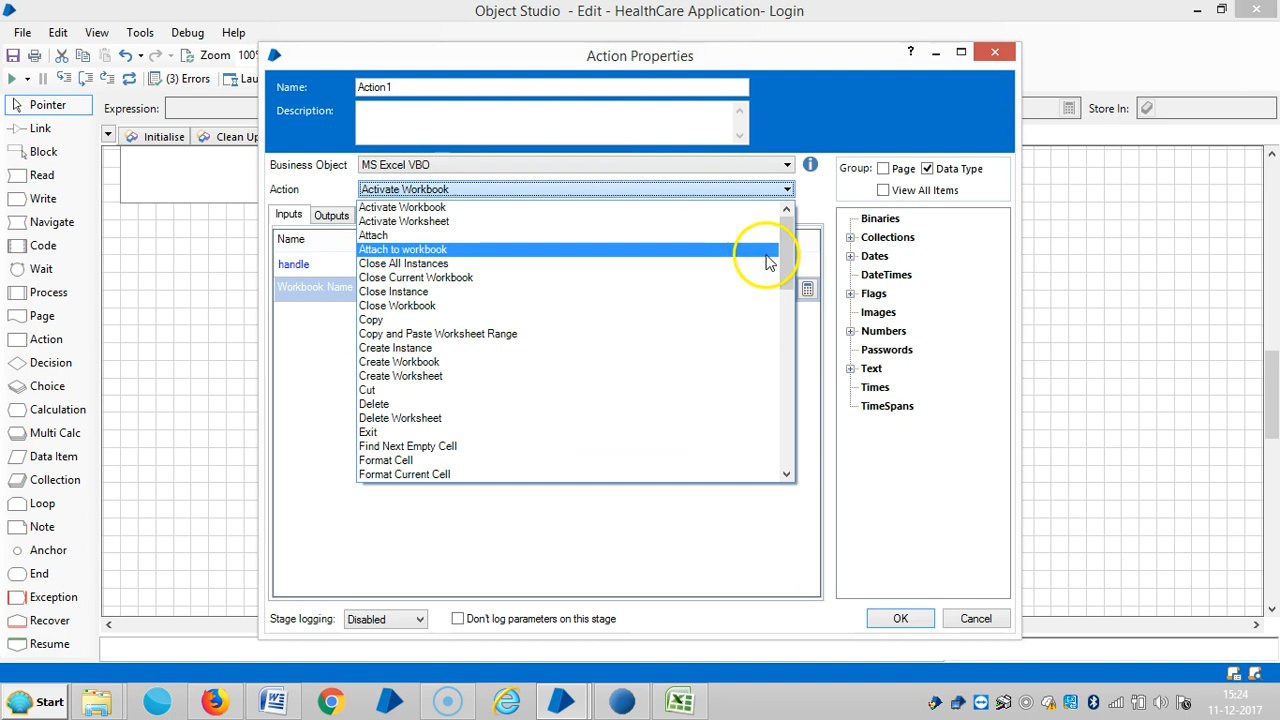 Object Studio - Edit - HealthCare Application- Login
File Edit View Tools Debug Help
Zoom 100%
Action Properties
?
(3) Errors
Lau
Name: Action1
Description:
Pointer
Expression:
Store In:
Initialise
Clean Up
Link
Block
Read
Write
Navigate
Code
Wait
Process
Page
Action
Decision
Choice
Calculation
Multi Calc
Data Item
Collection
Loop
Note
Anchor
End
Exception
Recover
Resume
Business Object MS Excel VBO
Action Activate Workbook
Inputs Outputs
Name
handle
Workbook Name
Activate Workbook
Activate Worksheet
Attach
Attach to workbook
Close All Instances
Close Current Workbook
Close Instance
Close Workbook
Copy
Copy and Paste Worksheet Range
Create Instance
Create Workbook
Create Worksheet
Cut
Delete
Delete Worksheet
Exit
Find Next Empty Cell
Format Cell
Format Current Cell
Group: Page Data Type
View All Items
Binaries
Collections
Dates
DateTimes
Flags
Images
Numbers
Passwords
Text
Times
TimeSpans
Stage logging: Disabled Don't log parameters on this stage
OK Cancel
Start
15:24
11-12-2017